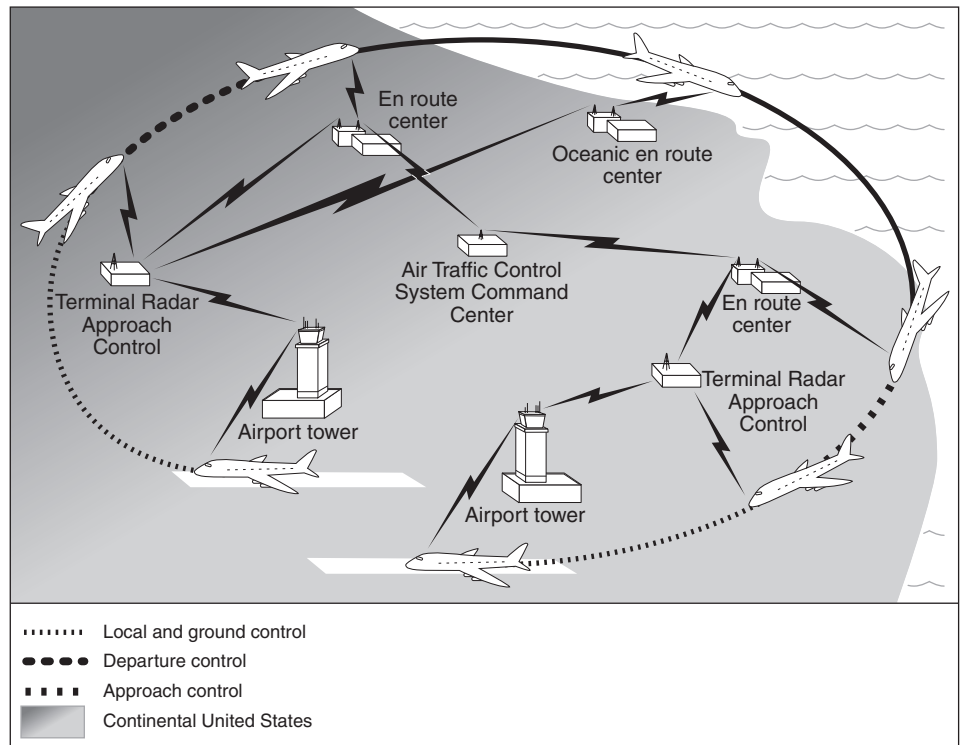 En route
center
Oceanic en route
center
Air Traffic Control
System Command
Center
Terminal Radar
Approach
Control
En route
center
Terminal Radar
Approach
Control
Airport tower
Airport tower
Local and ground control
Departure control
Approach control
Continental United States